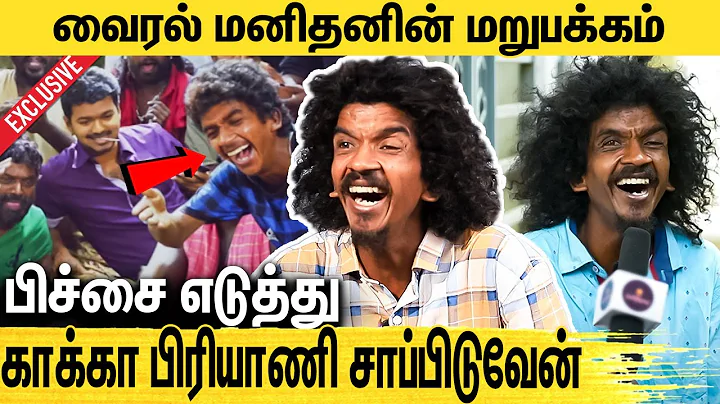 வைரல் மனிதனின் மறுபக்கம்
EXCLUSIVE
பிச்சை எடுத்து
காக்கா பிரியாணி சாப்பிடுவேன்